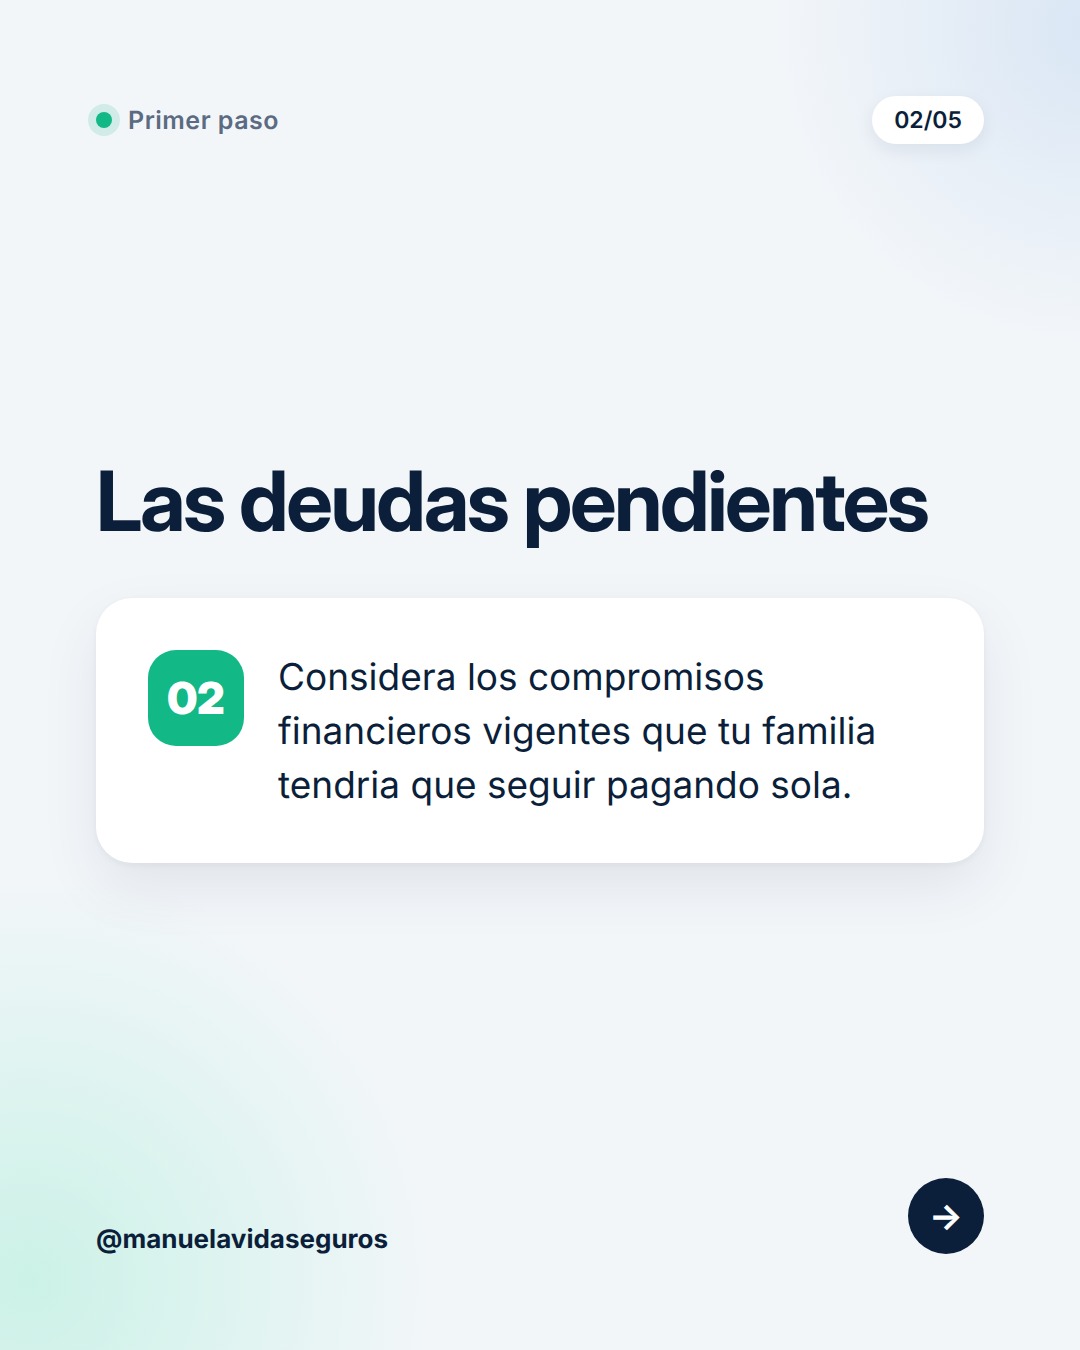 Primer paso
02/05
Las deudas pendientes
02
Considera los compromisos
financieros vigentes que tu familia
tendria que seguir pagando sola.
@manuelavidaseguros